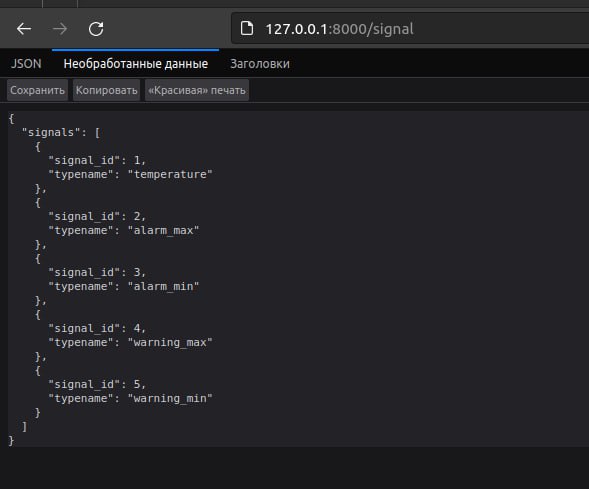 127.0.0.1:8000/signal
JSON Необработанные данные Заголовки
Сохранить Копировать «Красивая» печать
{
  "signals": [
    {
      "signal_id": 1,
      "typename": "temperature"
    },
    {
      "signal_id": 2,
      "typename": "alarm_max"
    },
    {
      "signal_id": 3,
      "typename": "alarm_min"
    },
    {
      "signal_id": 4,
      "typename": "warning_max"
    },
    {
      "signal_id": 5,
      "typename": "warning_min"
    }
  ]
}